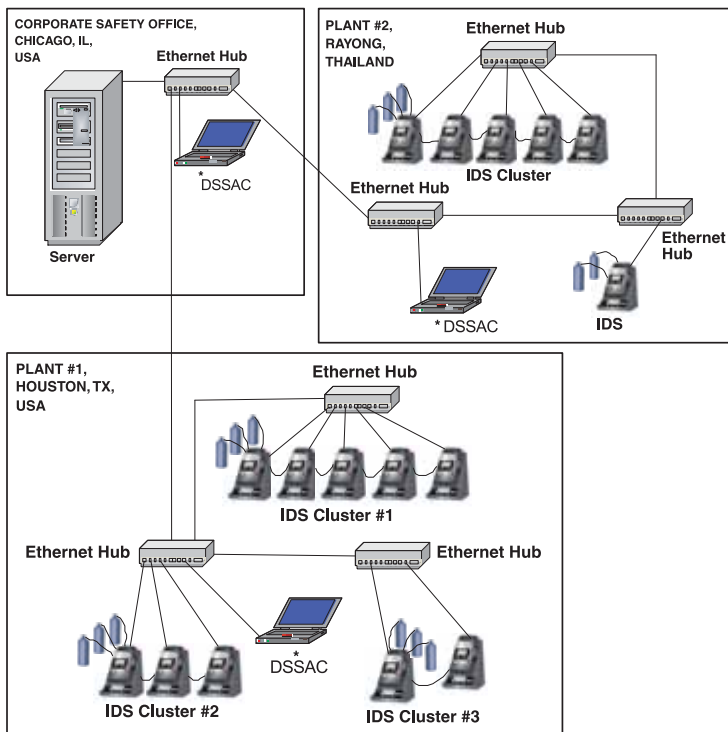 CORPORATE SAFETY OFFICE,
CHICAGO, IL,
USA
Ethernet Hub
*DSSAC
Server
PLANT #2,
RAYONG,
THAILAND
Ethernet Hub
IDS Cluster
Ethernet Hub
Ethernet
Hub
* DSSAC
IDS
PLANT #1,
HOUSTON, TX,
USA
Ethernet Hub
IDS Cluster #1
Ethernet Hub
Ethernet Hub
*
DSSAC
IDS Cluster #2
IDS Cluster #3